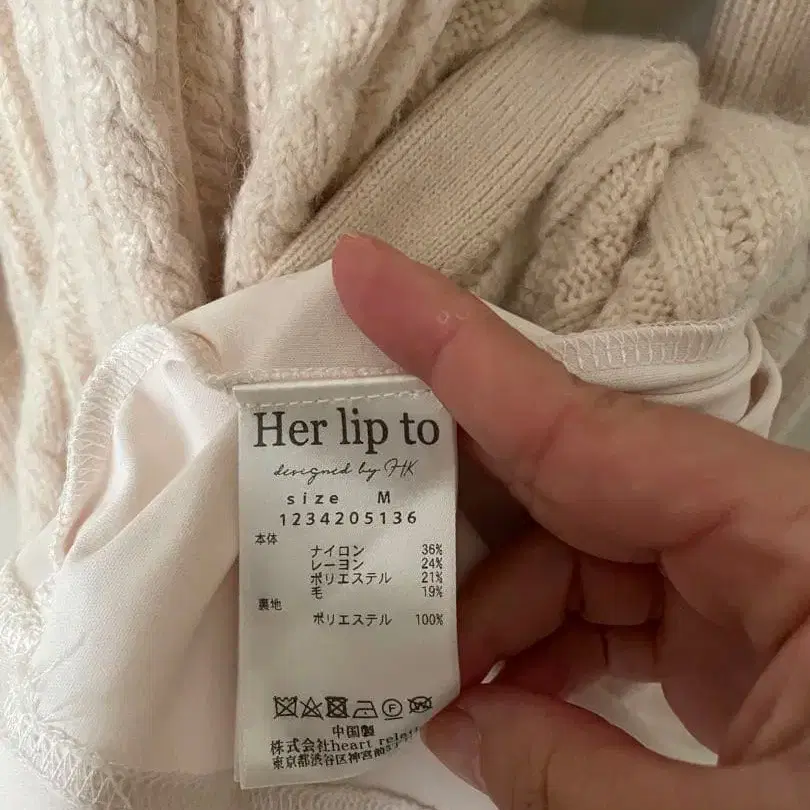 Her lip to
designed by HK
size M
1234205136
本体
ナイロン 36%
レーヨン 24%
ポリエステル 21%
毛 19%
裏地
ポリエステル 100%
F W
中国製
株式会社heart
東京都渋谷区神宮前